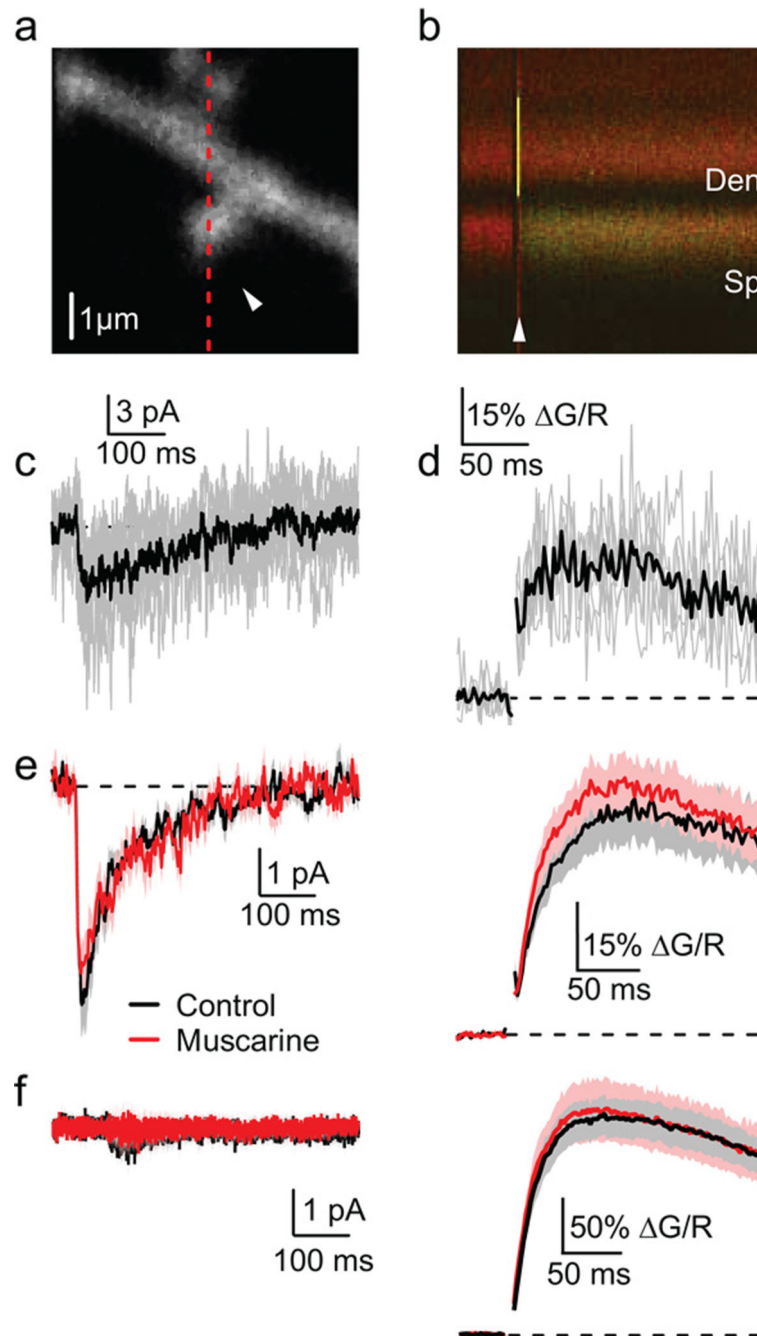 a
b
1µm
Den
Sp
3 pA
100 ms
15% ΔG/R
50 ms
c
d
e
1 pA
100 ms
15% ΔG/R
50 ms
Control
Muscarine
f
1 pA
100 ms
50% ΔG/R
50 ms